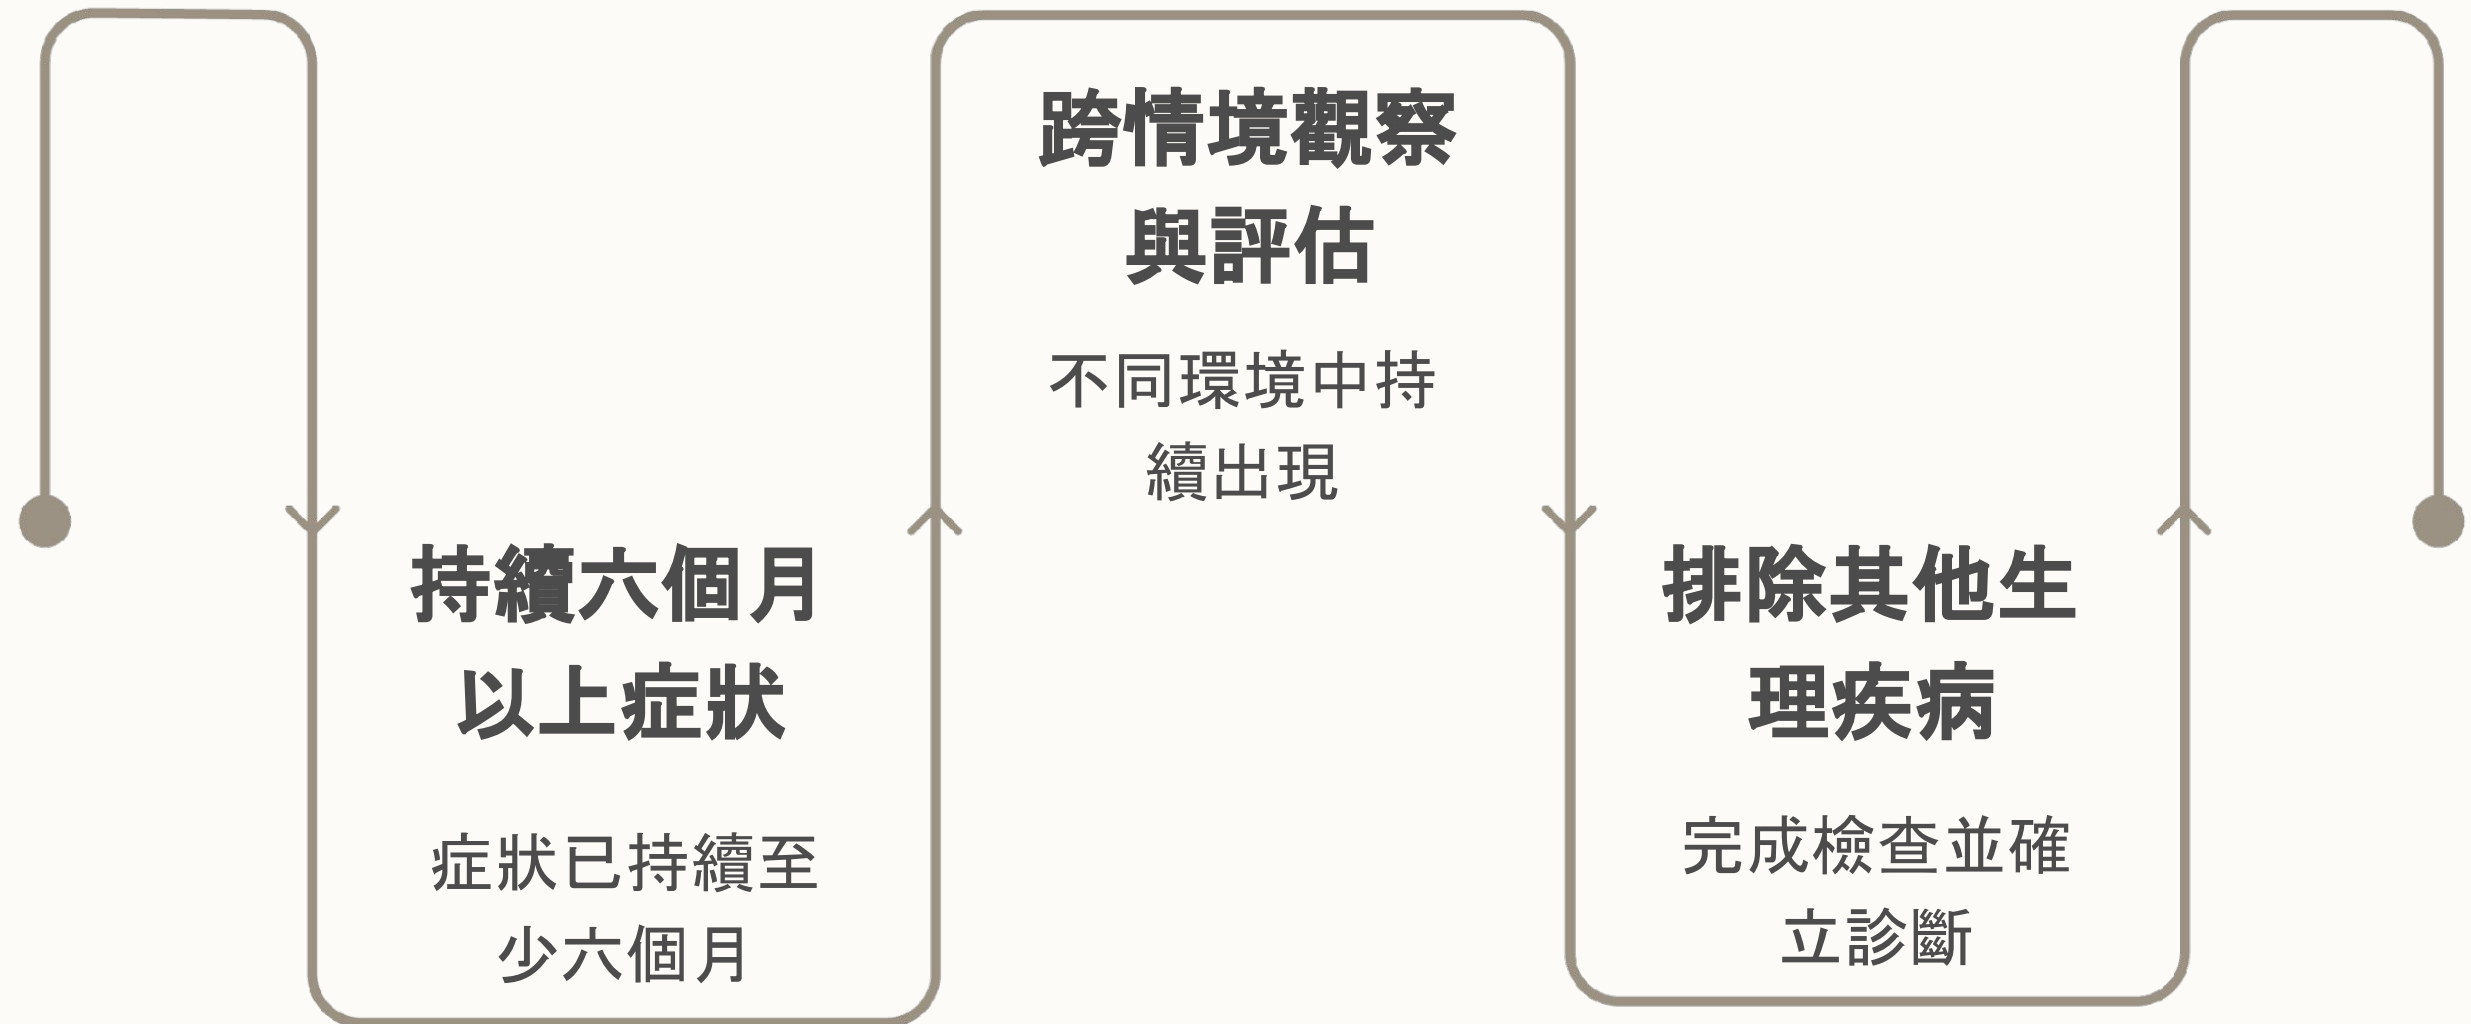 持續六個月
以上症狀
症狀已持續至
少六個月
跨情境觀察
與評估
不同環境中持
續出現
排除其他生
理疾病
完成檢查並確
立診斷